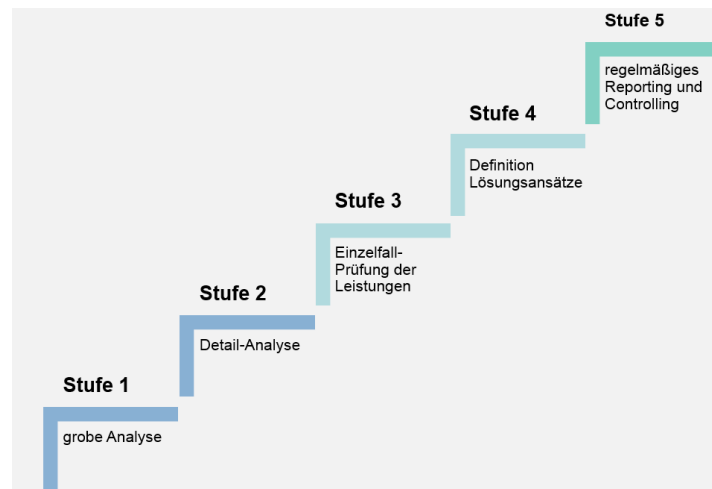 Stufe 1
grobe Analyse
Stufe 2
Detail-Analyse
Stufe 3
Einzelfall-
Prüfung der
Leistungen
Stufe 4
Definition
Lösungsansätze
Stufe 5
regelmäßiges
Reporting und
Controlling